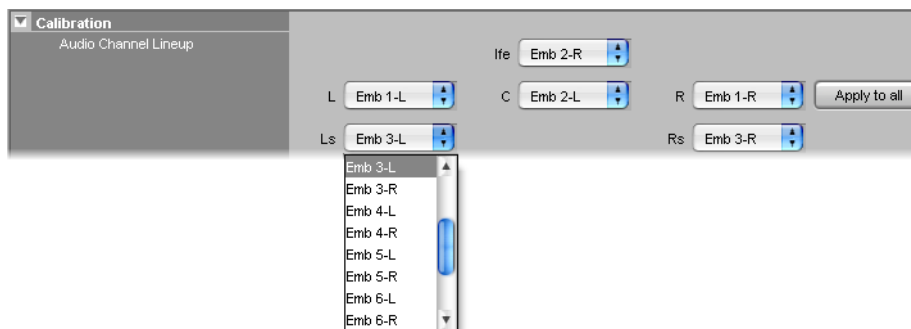 Calibration
Audio Channel Lineup
lfe Emb 2-R
L Emb 1-L C Emb 2-L R Emb 1-R Apply to all
Ls Emb 3-L Rs Emb 3-R
Emb 3-L
Emb 3-R
Emb 4-L
Emb 4-R
Emb 5-L
Emb 5-R
Emb 6-L
Emb 6-R